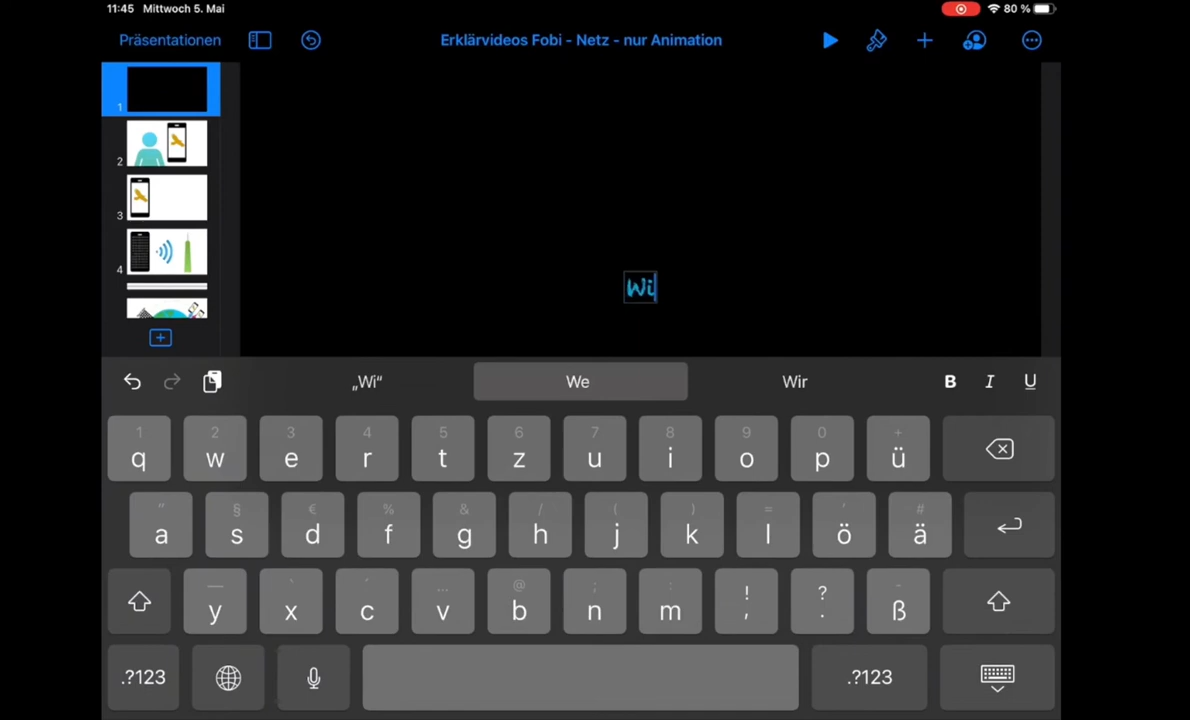 11:45 Mittwoch 5. Mai 80 %
Präsentationen Erklärvideos Fobi - Netz - nur Animation
1
2
3
4
Wi
„Wi“ We Wir B I U
1 2 3 4 5 6 7 8 9 0 +
q w e r t z u i o p ü
" § € % & / ( ) = ' #
a s d f g h j k l ö ä
— ` ´ ... @ ; : ! ? -
y x c v b n m , . ß
.?123 .?123